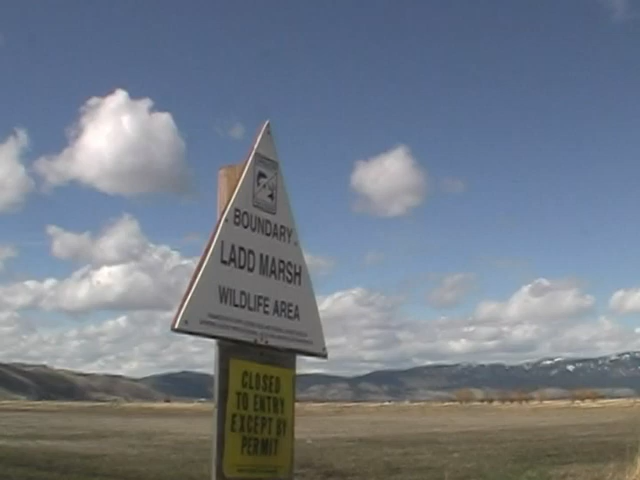 BOUNDARY
LADD MARSH
WILDLIFE AREA
CLOSED
TO ENTRY
EXCEPT BY
PERMIT